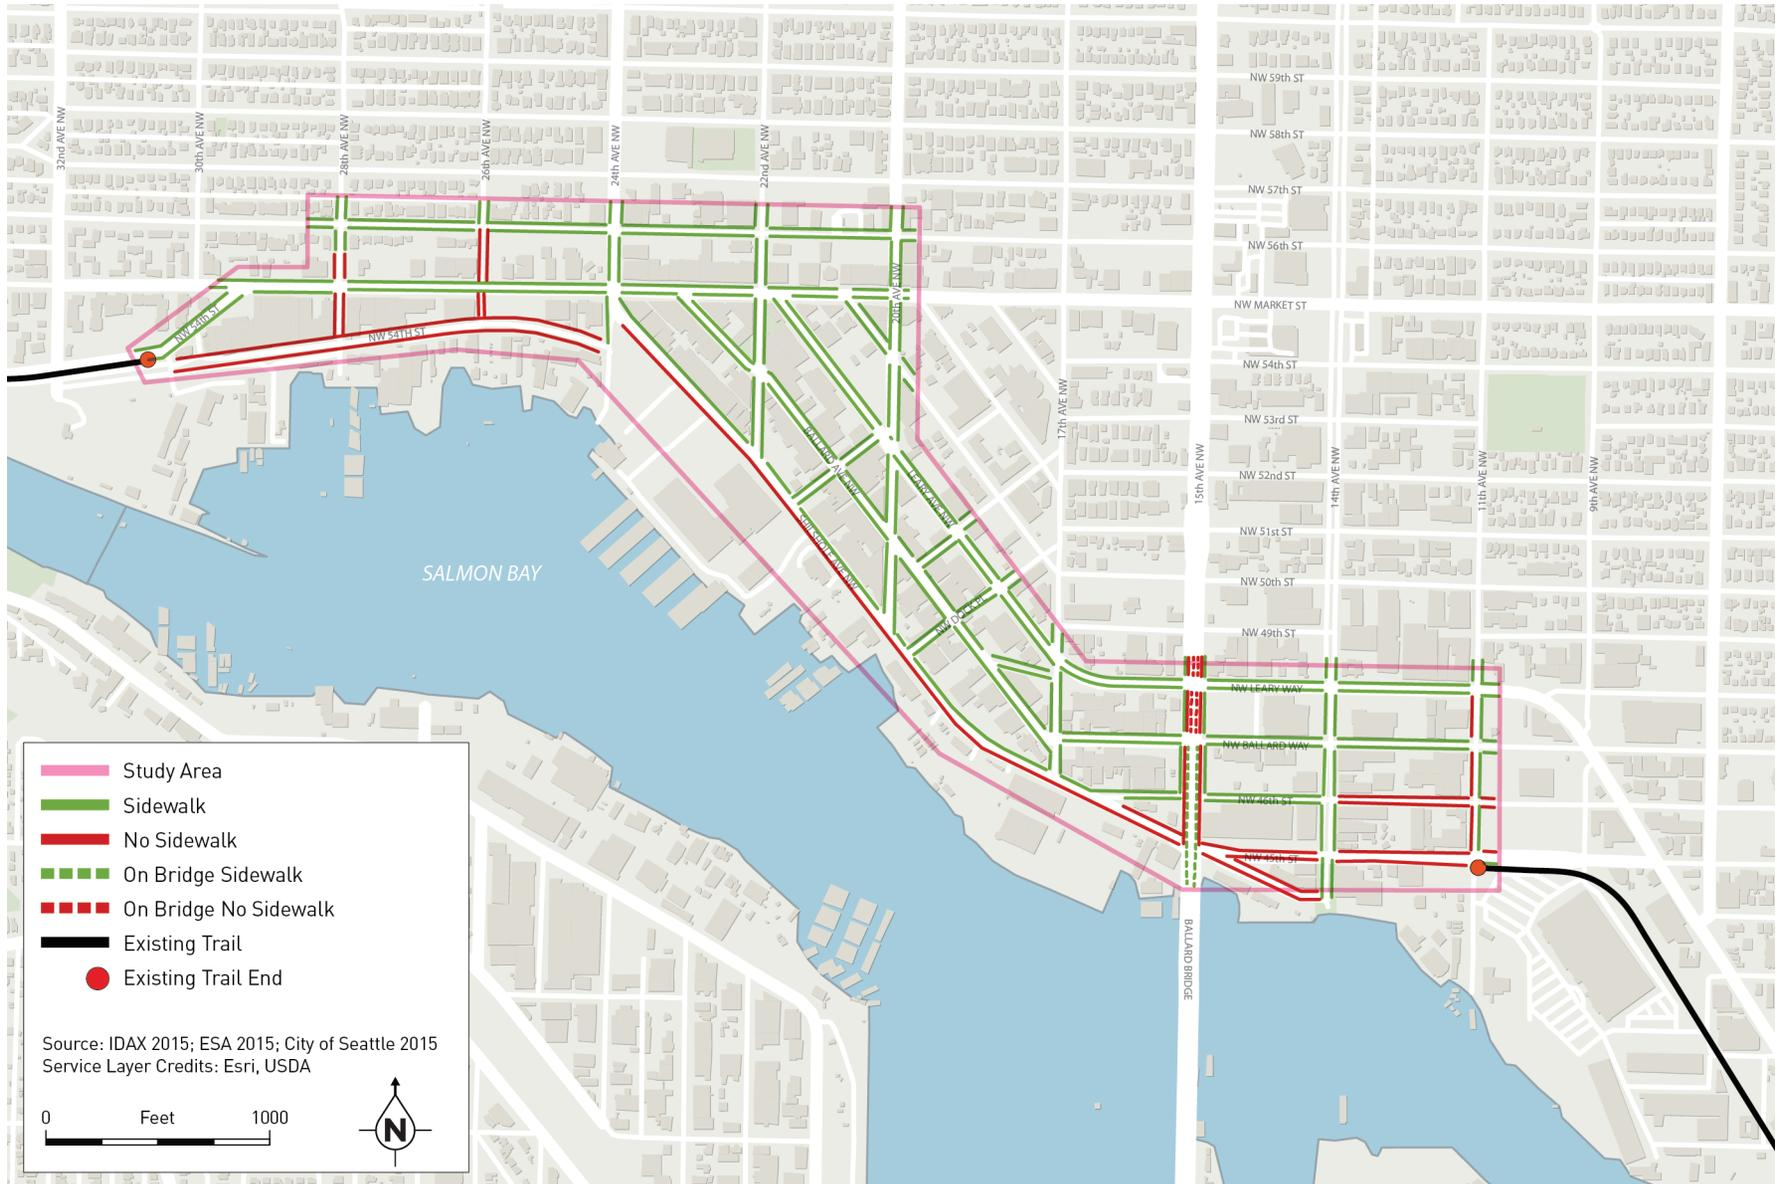 NW 59th ST
NW 58th ST
32nd AVE NW
30th AVE NW
28th AVE NW
26th AVE NW
24th AVE NW
22nd AVE NW
NW 57th ST
NW 56th ST
20th AVE NW
NW MARKET ST
NW 54th ST
NW 54TH ST
NW 54th ST
17th AVE NW
NW 53rd ST
15th AVE NW
14th AVE NW
11th AVE NW
9th AVE NW
NW 52nd ST
BALLARD AVE NW
LEARY AVE NW
SHILSHOLE AVE NW
NW 51st ST
SALMON BAY
NW 50th ST
NW DOCK PL
NW 49th ST
NW LEARY WAY
NW BALLARD WAY
NW 46th ST
NW 45th ST
BALLARD BRIDGE
Study Area
Sidewalk
No Sidewalk
On Bridge Sidewalk
On Bridge No Sidewalk
Existing Trail
Existing Trail End
Source: IDAX 2015; ESA 2015; City of Seattle 2015
Service Layer Credits: Esri, USDA
0 Feet 1000
N